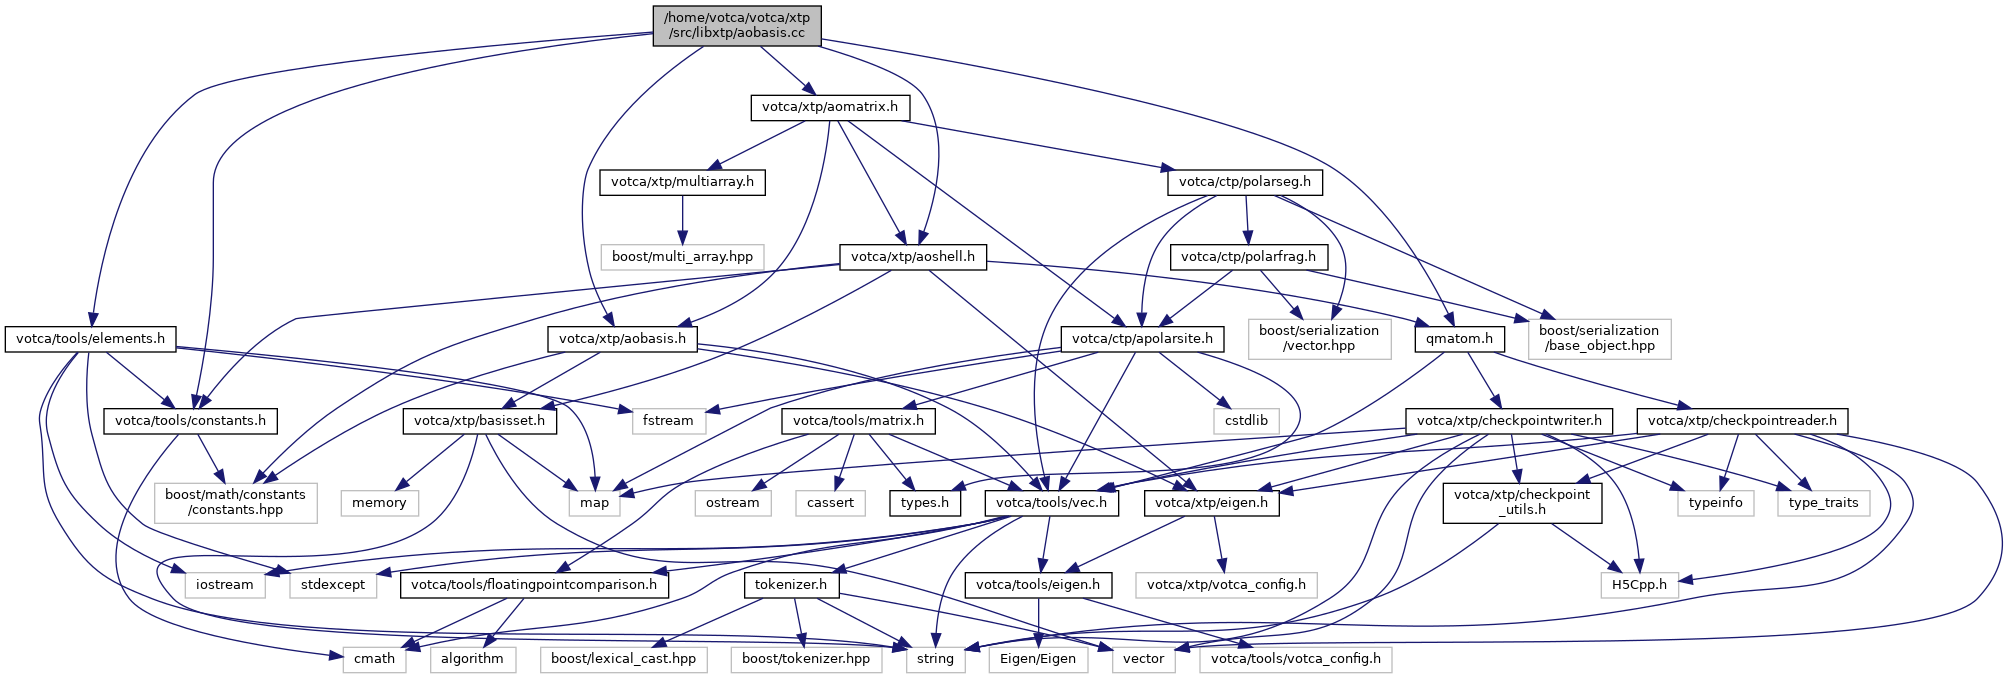 /home/votca/votca/xtp
/src/libxtp/aobasis.cc
votca/xtp/aomatrix.h
votca/xtp/multiarray.h
votca/ctp/polarseg.h
boost/multi_array.hpp
votca/xtp/aoshell.h
votca/ctp/polarfrag.h
votca/tools/elements.h
votca/xtp/aobasis.h
votca/ctp/apolarsite.h
boost/serialization
/vector.hpp
qmatom.h
boost/serialization
/base_object.hpp
votca/tools/constants.h
votca/xtp/basisset.h
fstream
votca/tools/matrix.h
cstdlib
votca/xtp/checkpointwriter.h
votca/xtp/checkpointreader.h
boost/math/constants
/constants.hpp
memory
map
ostream
cassert
types.h
votca/tools/vec.h
votca/xtp/eigen.h
votca/xtp/checkpoint
_utils.h
typeinfo
type_traits
iostream
stdexcept
votca/tools/floatingpointcomparison.h
tokenizer.h
votca/tools/eigen.h
votca/xtp/votca_config.h
H5Cpp.h
cmath
algorithm
boost/lexical_cast.hpp
boost/tokenizer.hpp
string
Eigen/Eigen
vector
votca/tools/votca_config.h